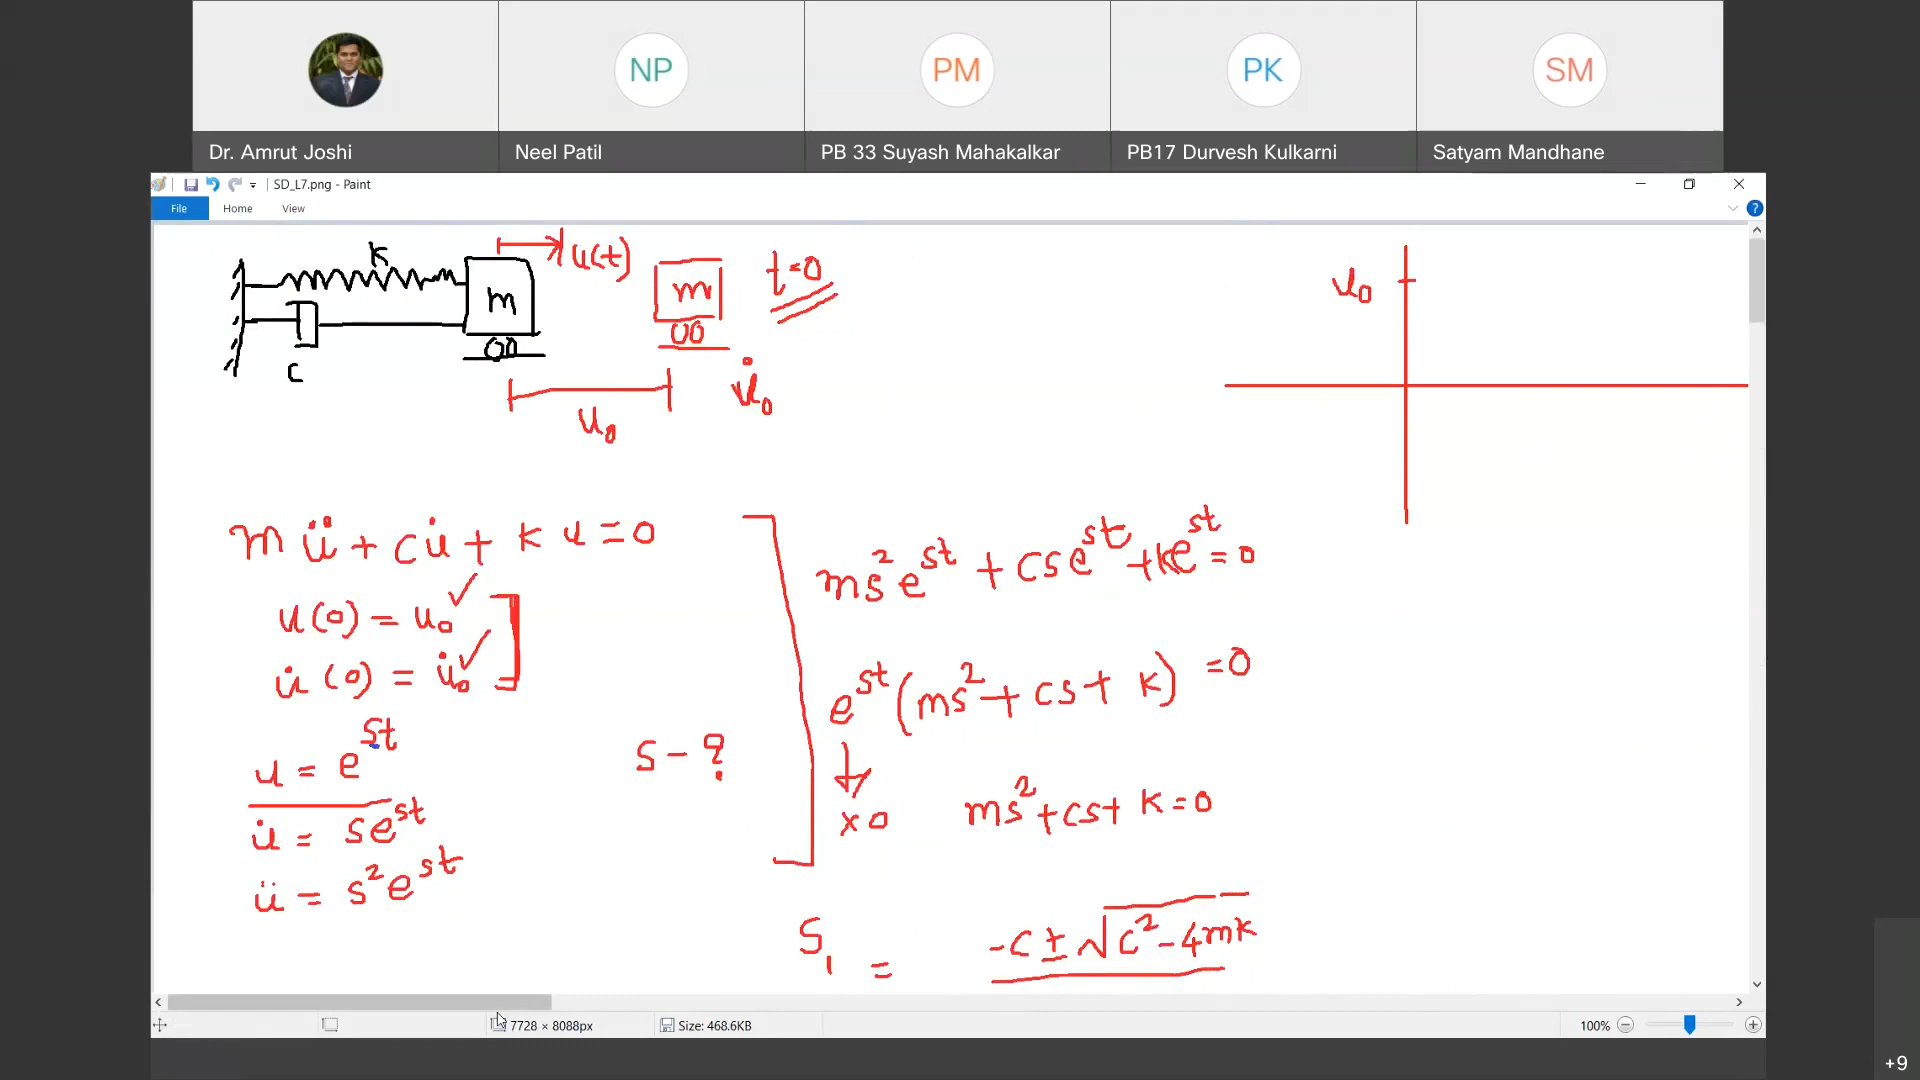 NP
PM
PK
SM
Dr. Amrut Joshi
Neel Patil
PB 33 Suyash Mahakalkar
PB17 Durvesh Kulkarni
Satyam Mandhane
SD_L7.png - Paint
File
Home
View
?
K
m
C
u(t)
m
t=0
u₀
u̇₀
u₀
mü + cu̇ + ku = 0
u(0) = u₀ ✓
u̇(0) = u̇₀ ✓
u = e^st
u̇ = se^st
ü = s²e^st
S - ?
ms²e^st + cse^st + ke^st = 0
e^st(ms² + cs + k) = 0
x 0
ms² + cs + k = 0
S₁ = -c ± √c² - 4mk
7728 × 8088px
Size: 468.6KB
100%
+9